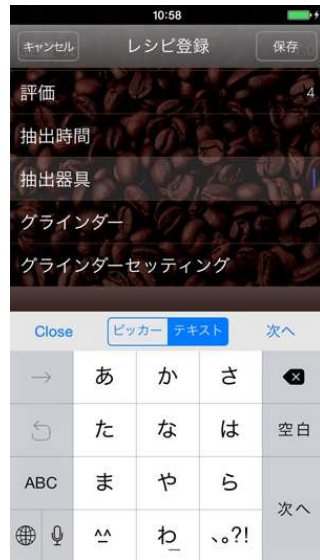 10:58
キャンセル レシピ登録 保存
評価 4
抽出時間
抽出器具
グラインダー
グラインダーセッティング
Close ピッカー テキスト 次へ
→ あ か さ
た な は 空白
ABC ま や ら
^^ わ_ 、。?! 次へ